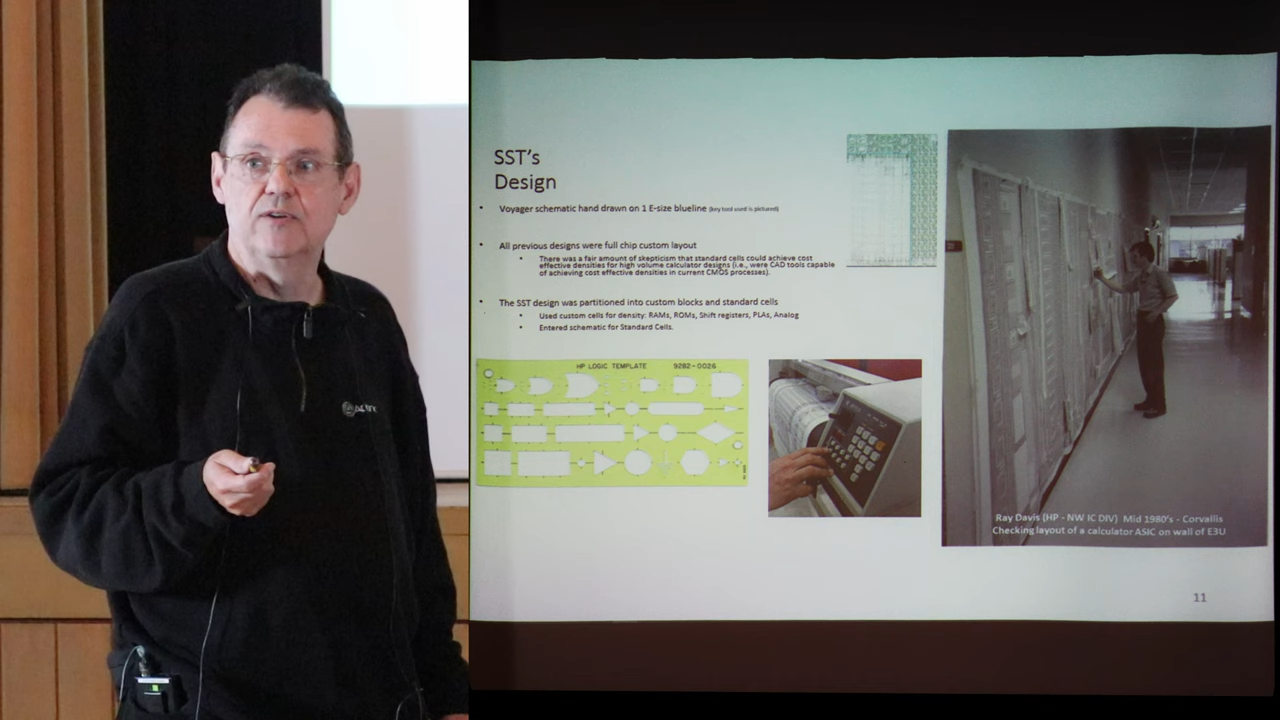 SST's
Design
• Voyager schematic hand drawn on 1 E-size blueline (key tool used is pictured)
• All previous designs were full chip custom layout
• There was a fair amount of skepticism that standard cells could achieve cost
effective densities for high volume calculator designs (i.e., were CAD tools capable
of achieving cost effective densities in current CMOS processes).
• The SST design was partitioned into custom blocks and standard cells
• Used custom cells for density: RAMs, ROMs, Shift registers, PLAs, Analog
• Entered schematic for Standard Cells.
HP LOGIC TEMPLATE 9282-0026
Ray Davis (HP - NW IC DIV) Mid 1980's - Corvallis
Checking layout of a calculator ASIC on wall of E3U
11